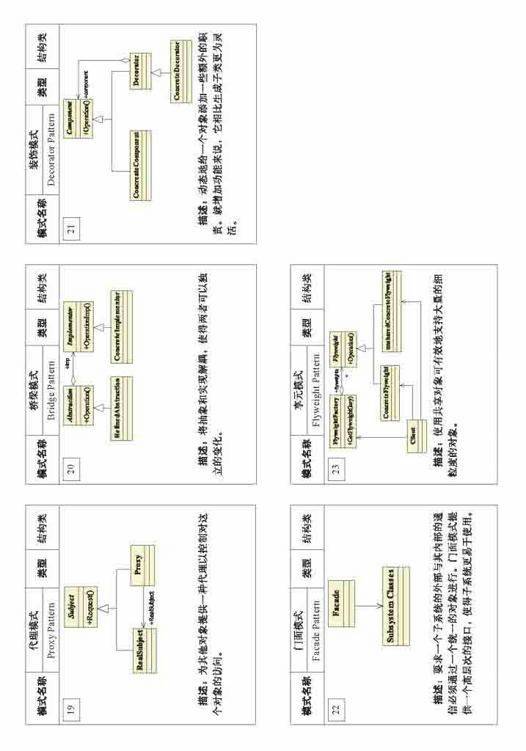 模式名称
代理模式
Proxy Pattern
类型
结构类
19
Subject
+Request()
RealSubject
Proxy
+RealSubject
描述：为其他对象提供一种代理以控制对这
个对象的访问。
模式名称
桥梁模式
Bridge Pattern
类型
结构类
20
Abstraction
+Operation()
+imp
Implementor
+OperationImp()
RefinedAbstraction
ConcreteImplementor
描述：将抽象和实现解耦，使得两者可以独
立的变化。
模式名称
装饰模式
Decorator Pattern
类型
结构类
21
Component
+Operation()
+component
ConcreteComponent
Decorator
ConcreteDecorator
描述：动态地给一个对象添加一些额外的职
责。就增加功能来说，它相比生成子类更为灵
活。
模式名称
门面模式
Facade Pattern
类型
结构类
22
Facade
Subsystem Classes
描述：要求一个子系统的外部与其内部的通
信必须通过一个统一的对象进行。门面模式提
供一个高层次的接口，使得子系统更易于使用。
模式名称
享元模式
Flyweight Pattern
类型
结构类
23
FlyweightFactory
+GetFlyweight(key)
+flyweights
*
Flyweight
+Operation()
ConcreteFlyweight
unsharedConcreteFlyweight
Client
描述：使用共享对象可有效地支持大量的细
粒度的对象。